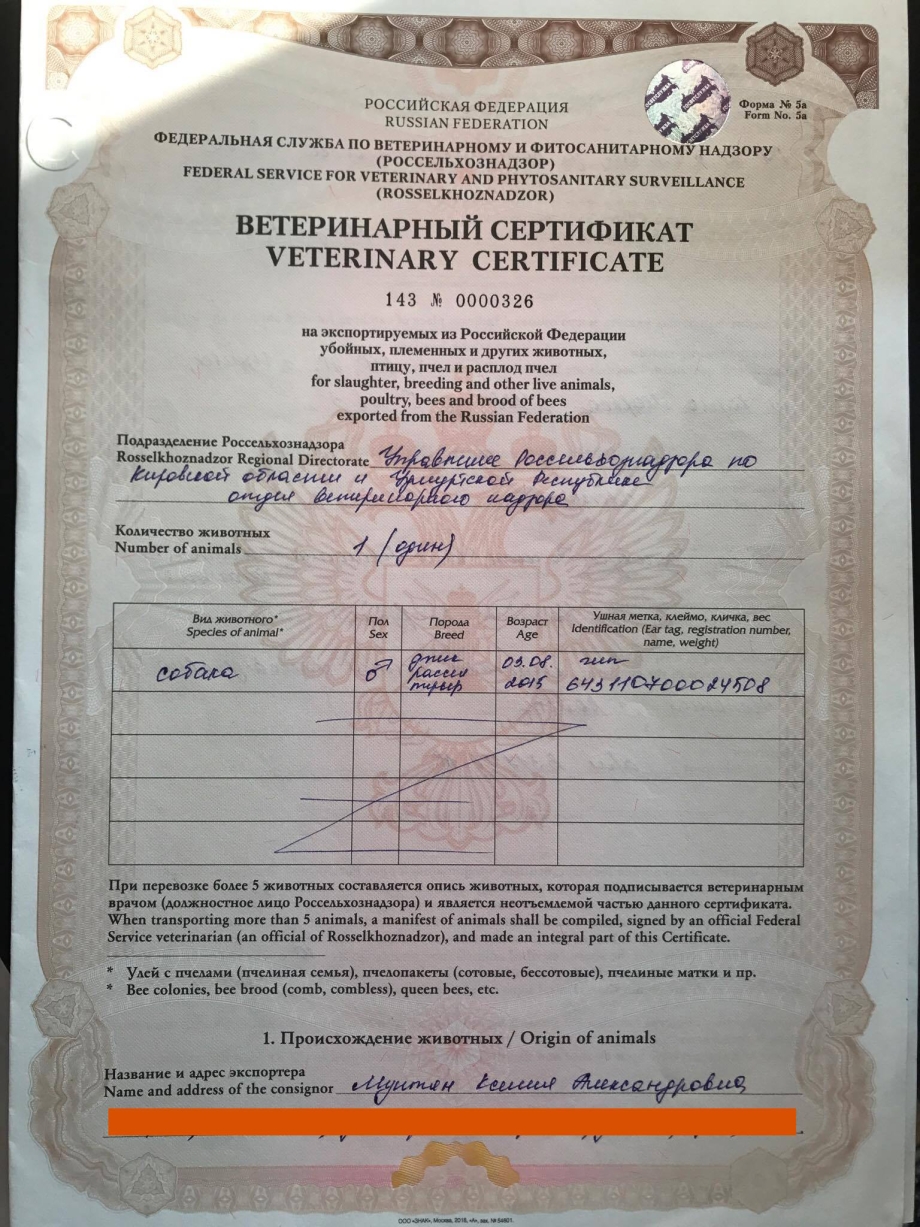 Форма № 5а
Form No. 5a
РОССИЙСКАЯ ФЕДЕРАЦИЯ
RUSSIAN FEDERATION
ФЕДЕРАЛЬНАЯ СЛУЖБА ПО ВЕТЕРИНАРНОМУ И ФИТОСАНИТАРНОМУ НАДЗОРУ
(РОССЕЛЬХОЗНАДЗОР)
FEDERAL SERVICE FOR VETERINARY AND PHYTOSANITARY SURVEILLANCE
(ROSSELKHOZNADZOR)
ВЕТЕРИНАРНЫЙ СЕРТИФИКАТ
VETERINARY CERTIFICATE
143 № 0000326
на экспортируемых из Российской Федерации
убойных, племенных и других животных,
птицу, пчел и расплод пчел
for slaughter, breeding and other live animals,
poultry, bees and brood of bees
exported from the Russian Federation
Подразделение Россельхознадзора
Rosselkhoznadzor Regional Directorate Управление Россельхознадзора по
Кировской области и Удмуртской Республике
отдел ветеринарного надзора
Количество животных
Number of animals 1 (один)
Вид животного* Пол Порода Возраст Ушная метка, клеймо, кличка, вес
Species of animal* Sex Breed Age Identification (Ear tag, registration number,
name, weight)
собака ♂ джек 03.08. чип
рассел 2015 643110700024508
терьер
При перевозке более 5 животных составляется опись животных, которая подписывается ветеринарным
врачом (должностное лицо Россельхознадзора) и является неотъемлемой частью данного сертификата.
When transporting more than 5 animals, a manifest of animals shall be compiled, signed by an official Federal
Service veterinarian (an official of Rosselkhoznadzor), and made an integral part of this Certificate.
* Улей с пчелами (пчелиная семья), пчелопакеты (сотовые, бессотовые), пчелиные матки и пр.
* Bee colonies, bee brood (comb, combless), queen bees, etc.
1. Происхождение животных / Origin of animals
Название и адрес экспортера
Name and address of the consignor Мунтян Ксения Александровна
ООО «ЗНАК», Москва, 2018, «А», зак. № 54801.